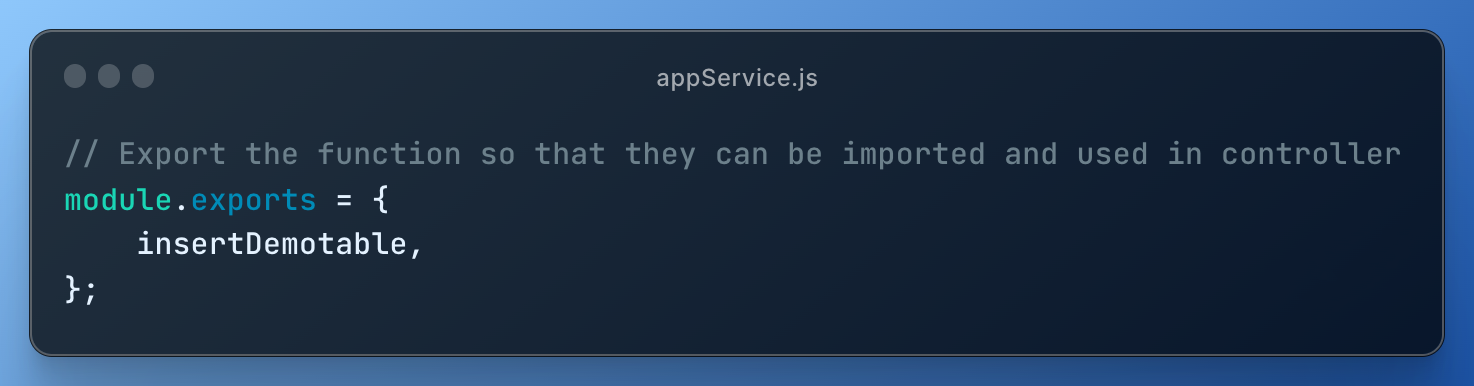 appService.js
// Export the function so that they can be imported and used in controller
module.exports = {
    insertDemotable,
};